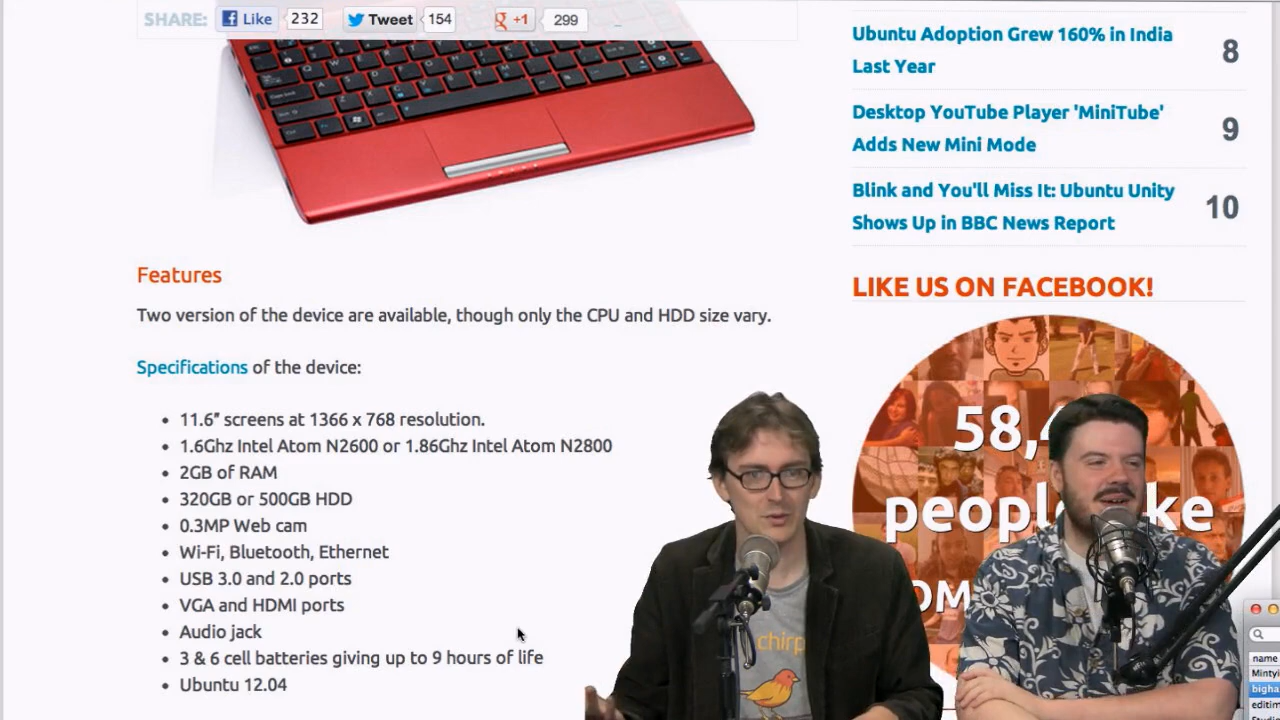 SHARE: Like 232 Tweet 154 +1 299
Ubuntu Adoption Grew 160% in India
Last Year
8
Desktop YouTube Player 'MiniTube'
Adds New Mini Mode
9
Blink and You'll Miss It: Ubuntu Unity
Shows Up in BBC News Report
10
Features
Two version of the device are available, though only the CPU and HDD size vary.
Specifications of the device:
• 11.6” screens at 1366 x 768 resolution.
• 1.6Ghz Intel Atom N2600 or 1.86Ghz Intel Atom N2800
• 2GB of RAM
• 320GB or 500GB HDD
• 0.3MP Web cam
• Wi-Fi, Bluetooth, Ethernet
• USB 3.0 and 2.0 ports
• VGA and HDMI ports
• Audio jack
• 3 & 6 cell batteries giving up to 9 hours of life
• Ubuntu 12.04
LIKE US ON FACEBOOK!
58,4
people ke
OM
chirp
name
Mintyi
bigha
editin